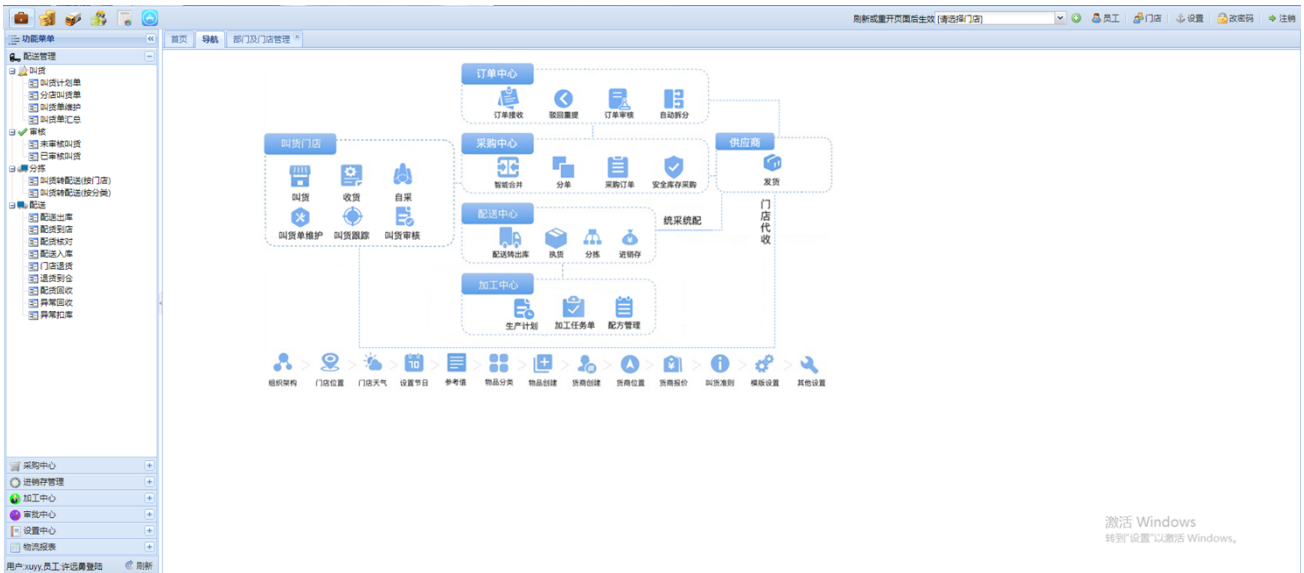 刷新或重开页面后生效 [请选择门店] 员工 门店 设置 改密码 注销
功能菜单
首页 导航 部门及门店管理
配送管理
叫货
叫货计划单
分店叫货单
叫货单维护
叫货单汇总
审核
未审核叫货
已审核叫货
分拣
叫货转配送(按门店)
叫货转配送(按分类)
配送
配送出库
配货到店
配货核对
配送入库
门店退货
退货到仓
配货回收
异常回收
异常扣库
采购中心
进销存管理
加工中心
审批中心
设置中心
物流报表
用户:xuyy,员工:许远勇登陆 刷新
订单中心
订单接收 驳回重提 订单审核 自动拆分
叫货门店
叫货 收货 自采
叫货单维护 叫货跟踪 叫货审核
采购中心
智能合并 分单 采购订单 安全库存采购
供应商
发货
门店代收
配送中心
统采统配
配送转出库 执货 分拣 进销存
加工中心
生产计划 加工任务单 配方管理
10
组织架构 门店位置 门店天气 设置节日 参考值 物品分类 物品创建 货商创建 货商位置 货商报价 叫货准则 模版设置 其他设置
激活 Windows
转到"设置"以激活 Windows。